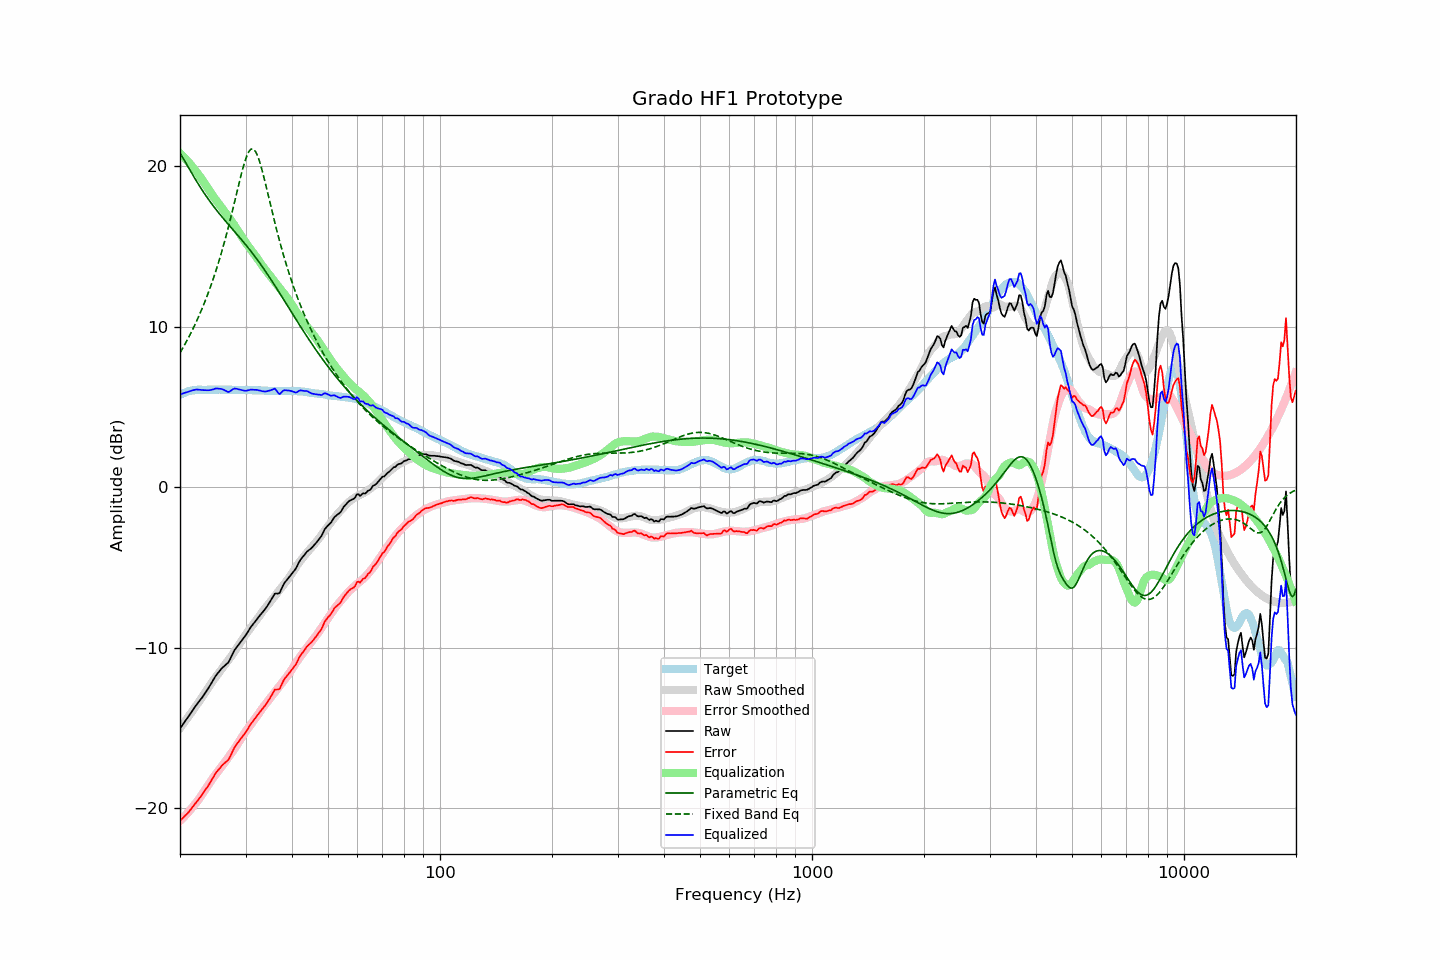 Grado HF1 Prototype
Amplitude (dBr)
20
10
0
−10
−20
Target
Raw Smoothed
Error Smoothed
Raw
Error
Equalization
Parametric Eq
Fixed Band Eq
Equalized
100
1000
10000
Frequency (Hz)